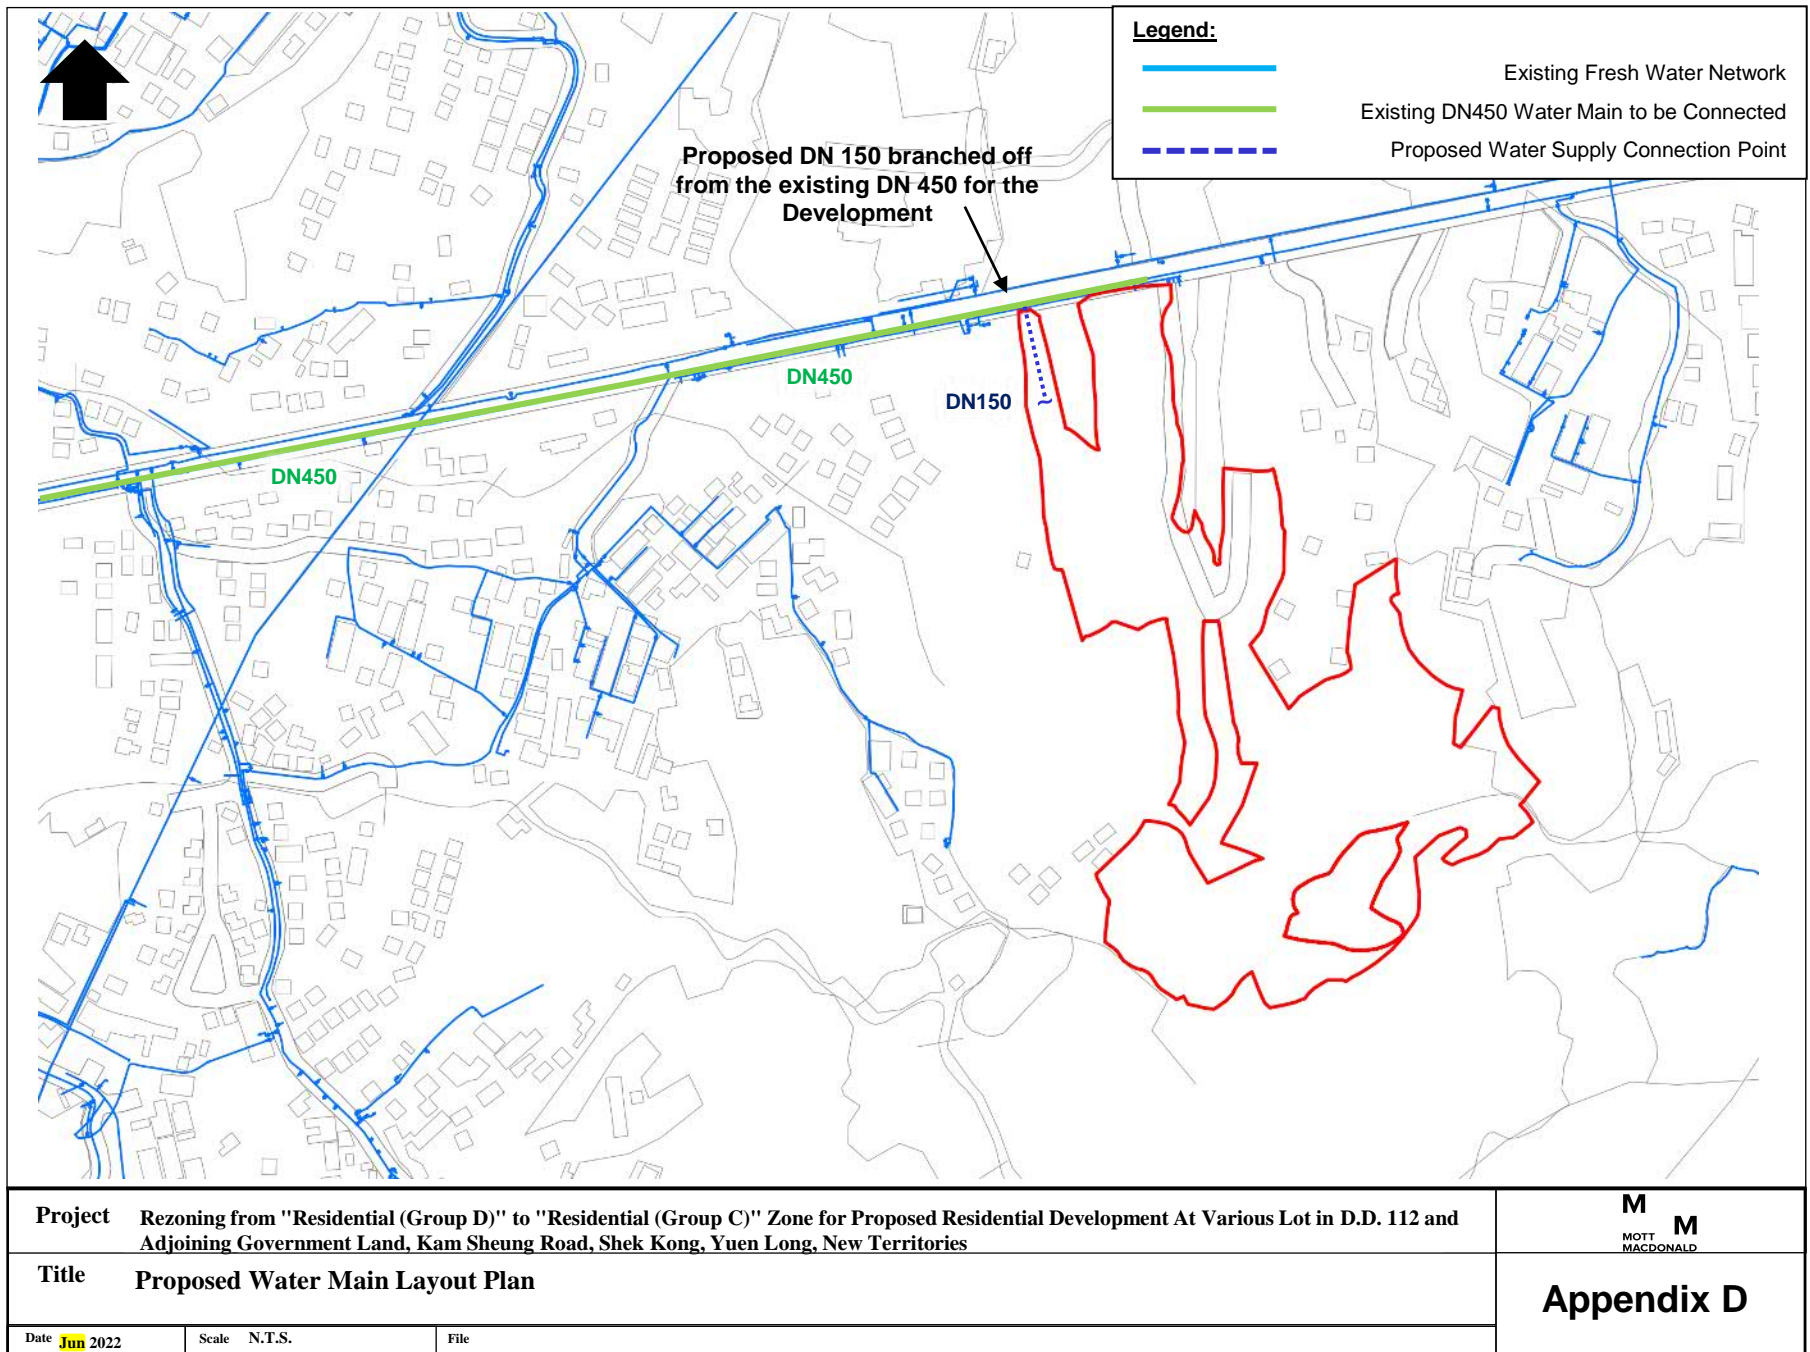 Legend:
Existing Fresh Water Network
Existing DN450 Water Main to be Connected
Proposed Water Supply Connection Point
Proposed DN 150 branched off
from the existing DN 450 for the
Development
DN450
DN150
DN450
Project Rezoning from "Residential (Group D)" to "Residential (Group C)" Zone for Proposed Residential Development At Various Lot in D.D. 112 and
Adjoining Government Land, Kam Sheung Road, Shek Kong, Yuen Long, New Territories
M
M
MOTT
MACDONALD
Title Proposed Water Main Layout Plan
Appendix D
Date Jun 2022 Scale N.T.S. File